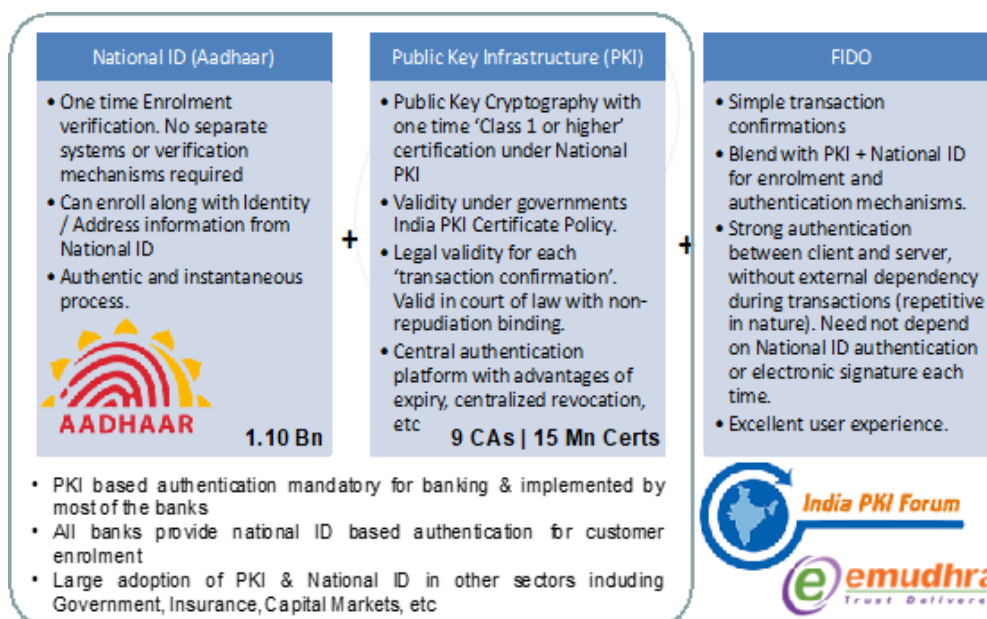 National ID (Aadhaar)
• One time Enrolment
verification. No separate
systems or verification
mechanisms required
• Can enroll along with Identity
/ Address information from
National ID
• Authentic and instantaneous
process.
AADHAAR
1.10 Bn
+
Public Key Infrastructure (PKI)
• Public Key Cryptography with
one time ‘Class 1 or higher’
certification under National
PKI
• Validity under governments
India PKI Certificate Policy.
• Legal validity for each
‘transaction confirmation’.
Valid in court of law with non-
repudiation binding.
• Central authentication
platform with advantages of
expiry, centralized revocation,
etc
9 CAs | 15 Mn Certs
+
FIDO
• Simple transaction
confirmations
• Blend with PKI + National ID
for enrolment and
authentication mechanisms.
• Strong authentication
between client and server,
without external dependency
during transactions (repetitive
in nature). Need not depend
on National ID authentication
or electronic signature each
time.
• Excellent user experience.
• PKI based authentication mandatory for banking & implemented by
most of the banks
• All banks provide national ID based authentication for customer
enrolment
• Large adoption of PKI & National ID in other sectors including
Government, Insurance, Capital Markets, etc
India PKI Forum
e emudhra
Trust Delivere